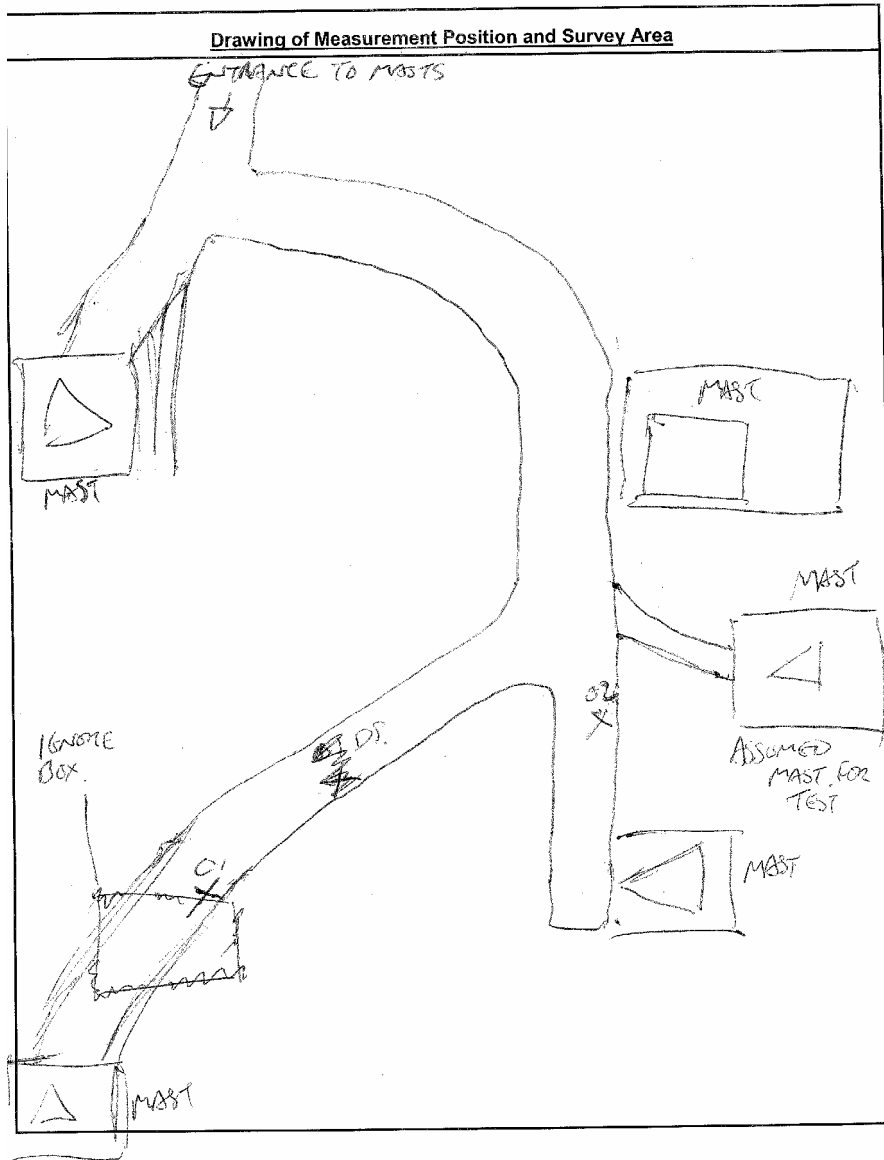 Drawing of Measurement Position and Survey Area
ENTRANCE TO MASTS
MAST
MAST
MAST
02
ASSUMED
MAST FOR
TEST
IGNORE
BOX.
01
MAST
MAST